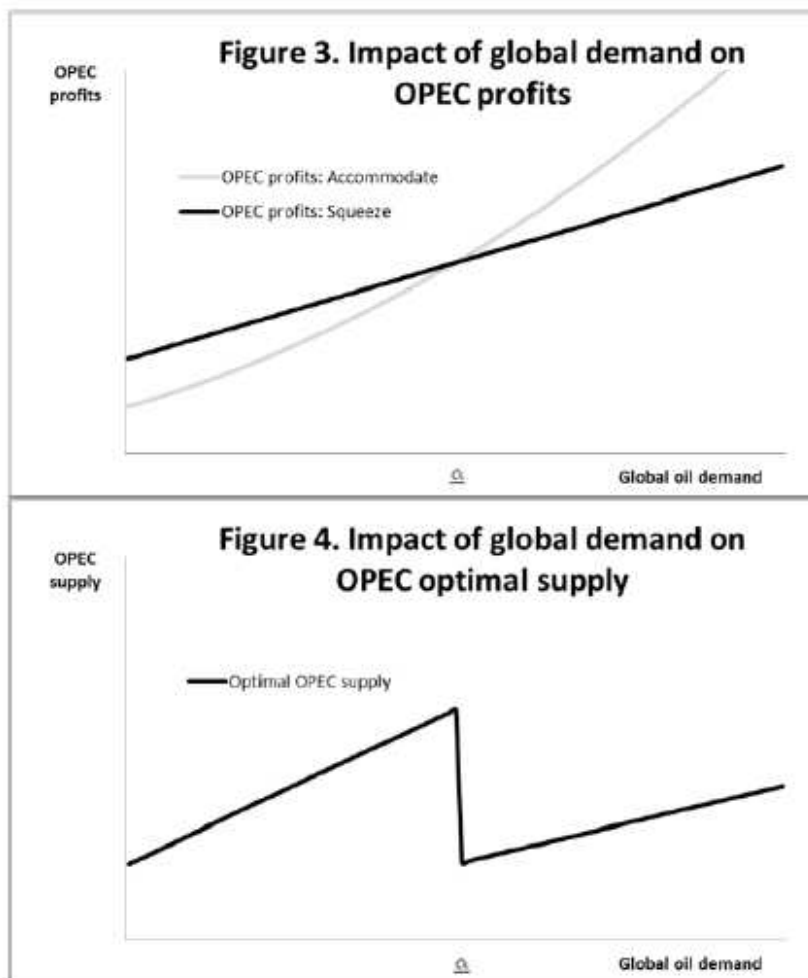 Figure 3. Impact of global demand on
OPEC profits
OPEC
profits
OPEC profits: Accommodate
OPEC profits: Squeeze
Global oil demand
Figure 4. Impact of global demand on
OPEC optimal supply
OPEC
supply
Optimal OPEC supply
Global oil demand